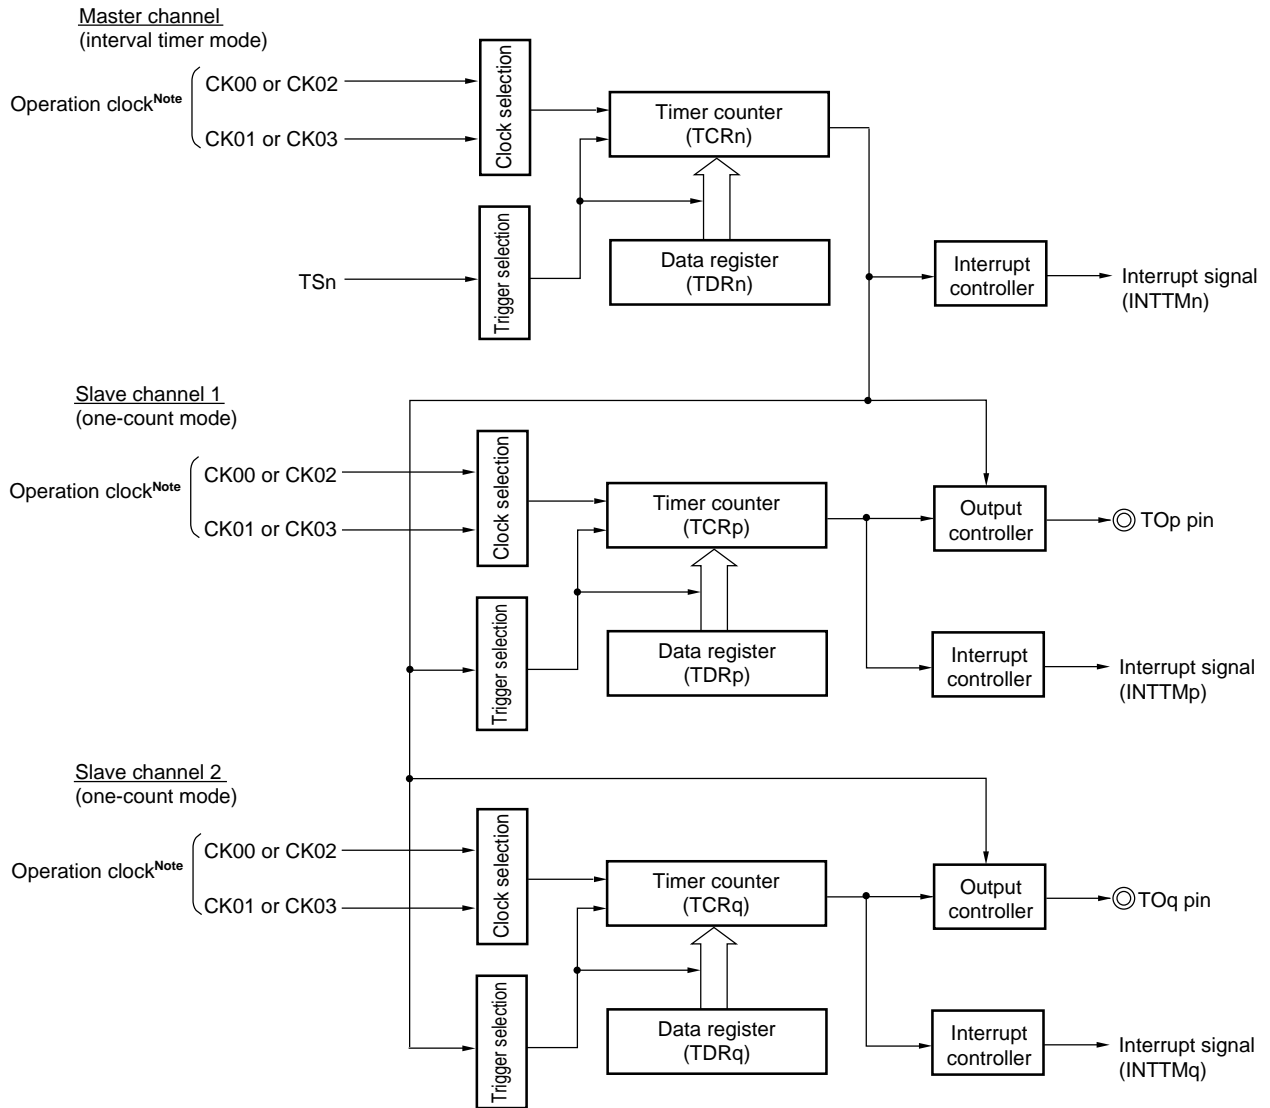 Master channel
(interval timer mode)
Operation clockNote
CK00 or CK02
CK01 or CK03
Clock selection
Timer counter
(TCRn)
TSn
Trigger selection
Data register
(TDRn)
Interrupt
controller
Interrupt signal
(INTTMn)
Slave channel 1
(one-count mode)
Operation clockNote
CK00 or CK02
CK01 or CK03
Clock selection
Timer counter
(TCRp)
Output
controller
TOp pin
Trigger selection
Data register
(TDRp)
Interrupt
controller
Interrupt signal
(INTTMp)
Slave channel 2
(one-count mode)
Operation clockNote
CK00 or CK02
CK01 or CK03
Clock selection
Timer counter
(TCRq)
Output
controller
TOq pin
Trigger selection
Data register
(TDRq)
Interrupt
controller
Interrupt signal
(INTTMq)